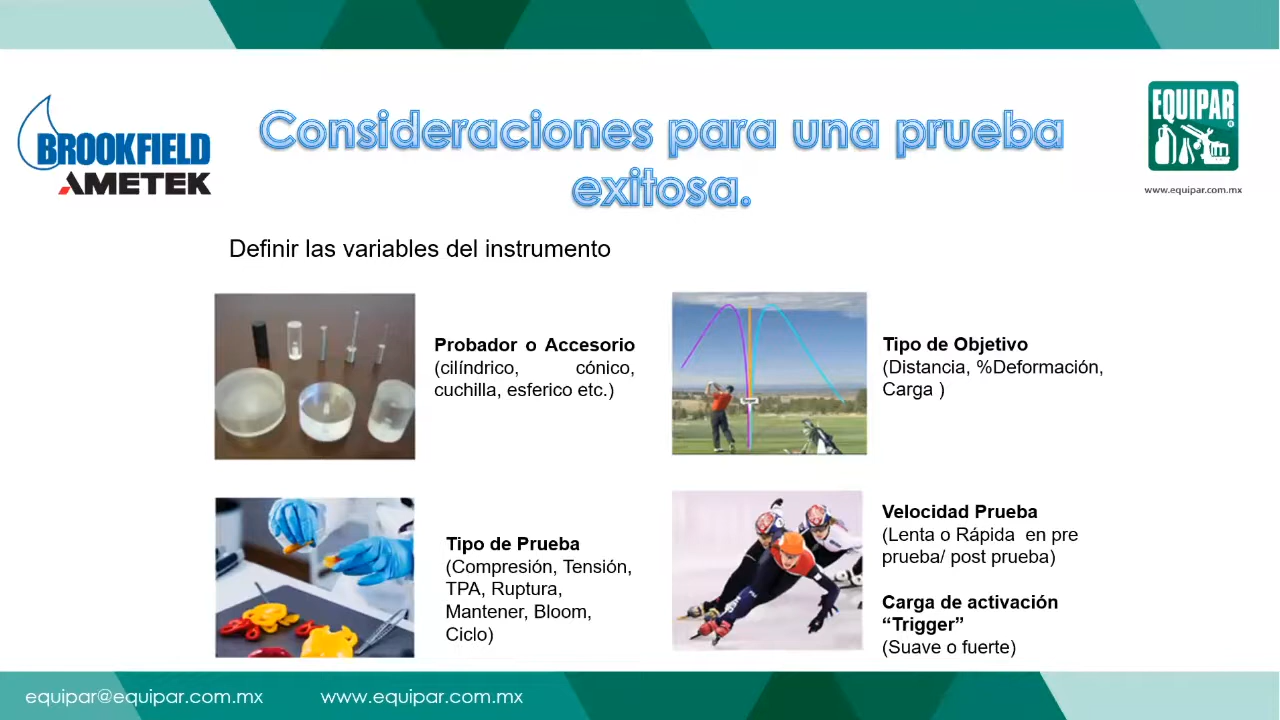 BROOKFIELD
AMETEK
Consideraciones para una prueba
exitosa.
EQUIPAR
www.equipar.com.mx
Definir las variables del instrumento
Probador o Accesorio
(cilíndrico, cónico,
cuchilla, esferico etc.)
Tipo de Objetivo
(Distancia, %Deformación,
Carga )
Tipo de Prueba
(Compresión, Tensión,
TPA, Ruptura,
Mantener, Bloom,
Ciclo)
Velocidad Prueba
(Lenta o Rápida en pre
prueba/ post prueba)
Carga de activación
“Trigger”
(Suave o fuerte)
equipar@equipar.com.mx
www.equipar.com.mx